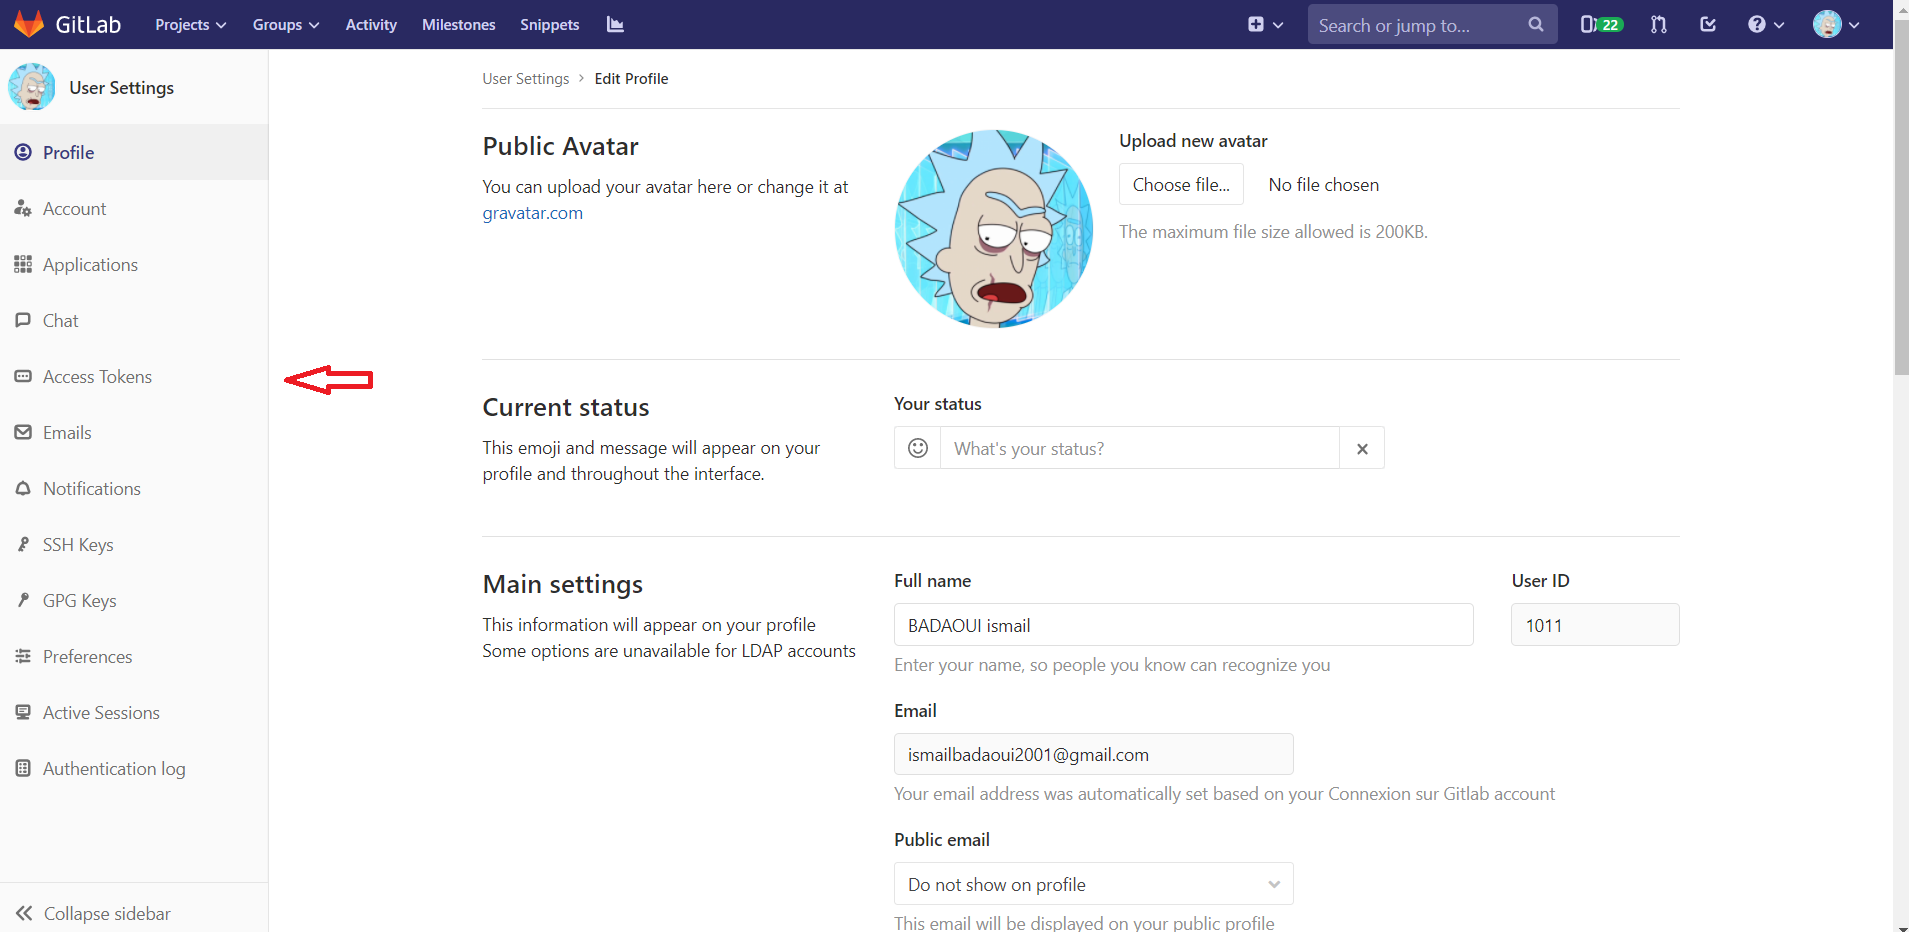 GitLab Projects Groups Activity Milestones Snippets Search or jump to... 22
User Settings
Profile
Account
Applications
Chat
Access Tokens
Emails
Notifications
SSH Keys
GPG Keys
Preferences
Active Sessions
Authentication log
Collapse sidebar
User Settings > Edit Profile
Public Avatar
You can upload your avatar here or change it at
gravatar.com
Upload new avatar
Choose file... No file chosen
The maximum file size allowed is 200KB.
Current status
This emoji and message will appear on your
profile and throughout the interface.
Your status
What's your status?
Main settings
This information will appear on your profile
Some options are unavailable for LDAP accounts
Full name
BADAOUI ismail
Enter your name, so people you know can recognize you
User ID
1011
Email
ismailbadaoui2001@gmail.com
Your email address was automatically set based on your Connexion sur Gitlab account
Public email
Do not show on profile
This email will be displayed on your public profile